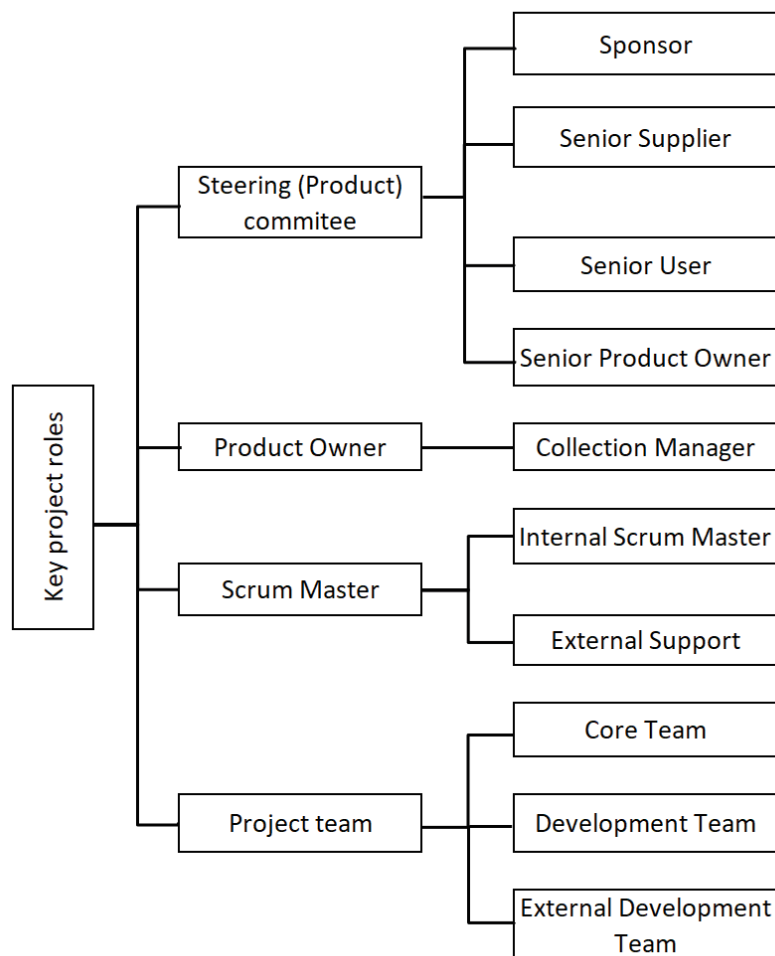 Key project roles
Steering (Product)
commitee
Sponsor
Senior Supplier
Senior User
Senior Product Owner
Product Owner
Collection Manager
Scrum Master
Internal Scrum Master
External Support
Project team
Core Team
Development Team
External Development
Team